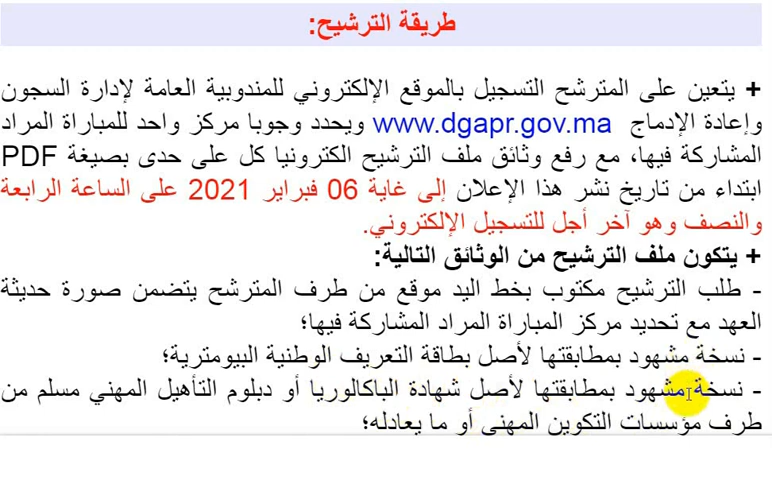 طريقة الترشيح:
+ يتعين على المترشح التسجيل بالموقع الإلكتروني للمندوبية العامة لإدارة السجون
وإعادة الإدماج www.dgapr.gov.ma ويحدد وجوبا مركز واحد للمباراة المراد
المشاركة فيها، مع رفع وثائق ملف الترشيح الكترونيا كل على حدى بصيغة PDF
ابتداء من تاريخ نشر هذا الإعلان إلى غاية 06 فبراير 2021 على الساعة الرابعة
والنصف وهو آخر أجل للتسجيل الإلكتروني.
+ يتكون ملف الترشيح من الوثائق التالية:
- طلب الترشيح مكتوب بخط اليد موقع من طرف المترشح يتضمن صورة حديثة
العهد مع تحديد مركز المباراة المراد المشاركة فيها؛
- نسخة مشهود بمطابقتها لأصل بطاقة التعريف الوطنية البيومترية؛
- نسخة مشهود بمطابقتها لأصل شهادة الباكالوريا أو دبلوم التأهيل المهني مسلم من
طرف مؤسسات التكوين المهني أو ما يعادله؛